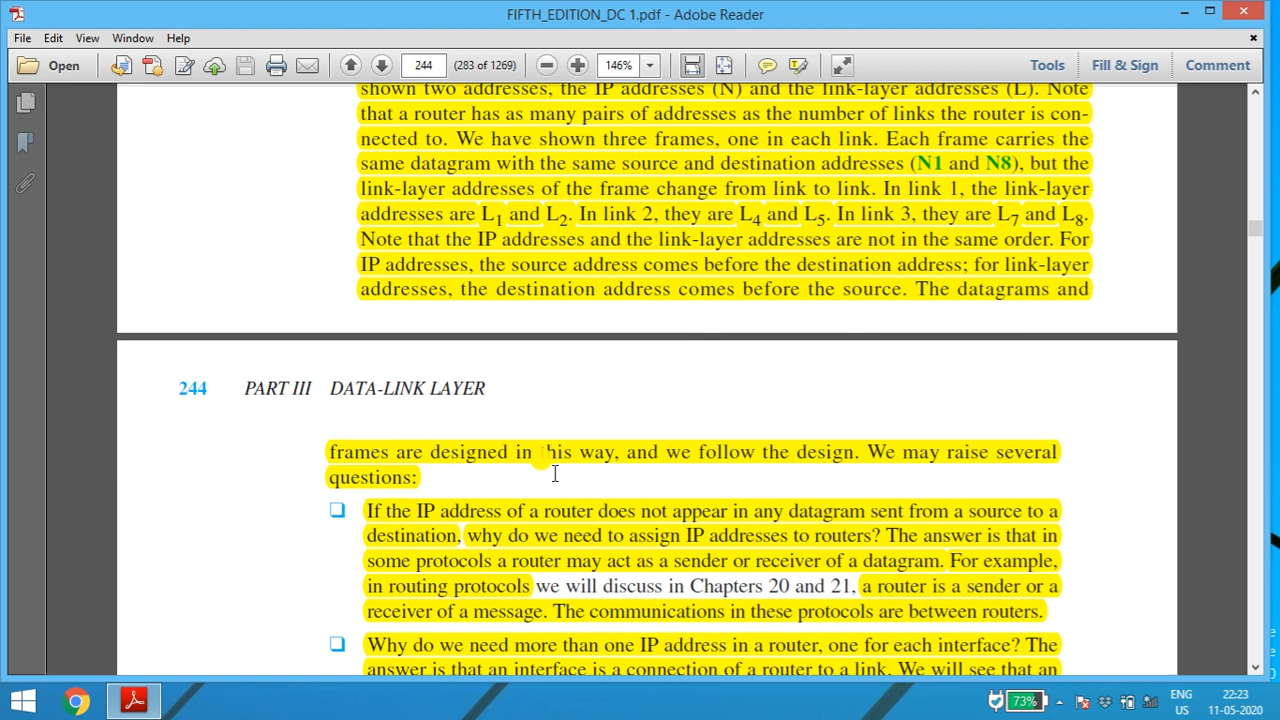 FIFTH_EDITION_DC 1.pdf - Adobe Reader
File Edit View Window Help
Open 244 (283 of 1269) 146% Tools Fill & Sign Comment
shown two addresses, the IP addresses (N) and the link-layer addresses (L). Note
that a router has as many pairs of addresses as the number of links the router is con-
nected to. We have shown three frames, one in each link. Each frame carries the
same datagram with the same source and destination addresses (N1 and N8), but the
link-layer addresses of the frame change from link to link. In link 1, the link-layer
addresses are L1 and L2. In link 2, they are L4 and L5. In link 3, they are L7 and L8.
Note that the IP addresses and the link-layer addresses are not in the same order. For
IP addresses, the source address comes before the destination address; for link-layer
addresses, the destination address comes before the source. The datagrams and
244 PART III DATA-LINK LAYER
frames are designed in this way, and we follow the design. We may raise several
questions:
❑ If the IP address of a router does not appear in any datagram sent from a source to a
destination, why do we need to assign IP addresses to routers? The answer is that in
some protocols a router may act as a sender or receiver of a datagram. For example,
in routing protocols we will discuss in Chapters 20 and 21, a router is a sender or a
receiver of a message. The communications in these protocols are between routers.
❑ Why do we need more than one IP address in a router, one for each interface? The
answer is that an interface is a connection of a router to a link. We will see that an
73% ENG 22:23
US 11-05-2020